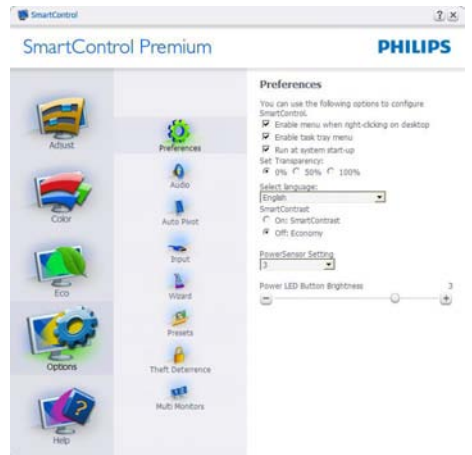 SmartControl
SmartControl Premium
PHILIPS
Adjust
Color
Eco
Options
Help
Preferences
Audio
Auto Pivot
Input
Wizard
Presets
Theft Deterrence
Multi Monitors
Preferences
You can use the following options to configure
SmartControl.
Enable menu when right-clicking on desktop
Enable task tray menu
Run at system start-up
Set Transparency:
0% 50% 100%
Select language:
English
SmartContrast
On: SmartContrast
Off: Economy
PowerSensor Setting
3
Power LED Button Brightness 3